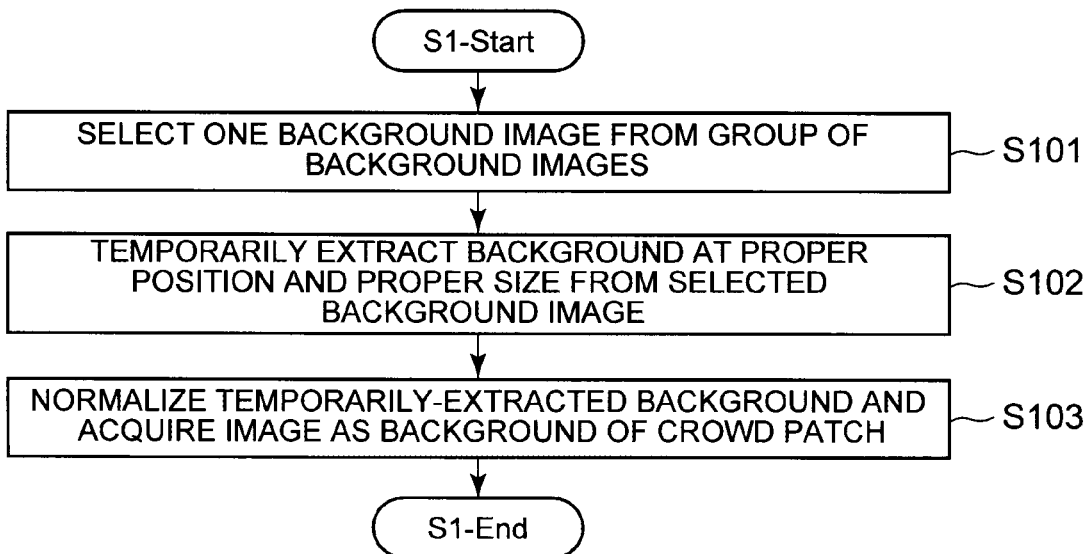 S1-Start
SELECT ONE BACKGROUND IMAGE FROM GROUP OF
BACKGROUND IMAGES
S101
TEMPORARILY EXTRACT BACKGROUND AT PROPER
POSITION AND PROPER SIZE FROM SELECTED
BACKGROUND IMAGE
S102
NORMALIZE TEMPORARILY-EXTRACTED BACKGROUND AND
ACQUIRE IMAGE AS BACKGROUND OF CROWD PATCH
S103
S1-End